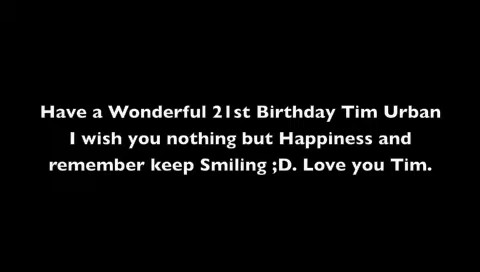 Have a Wonderful 21st Birthday Tim Urban
I wish you nothing but Happiness and
remember keep Smiling ;D. Love you Tim.